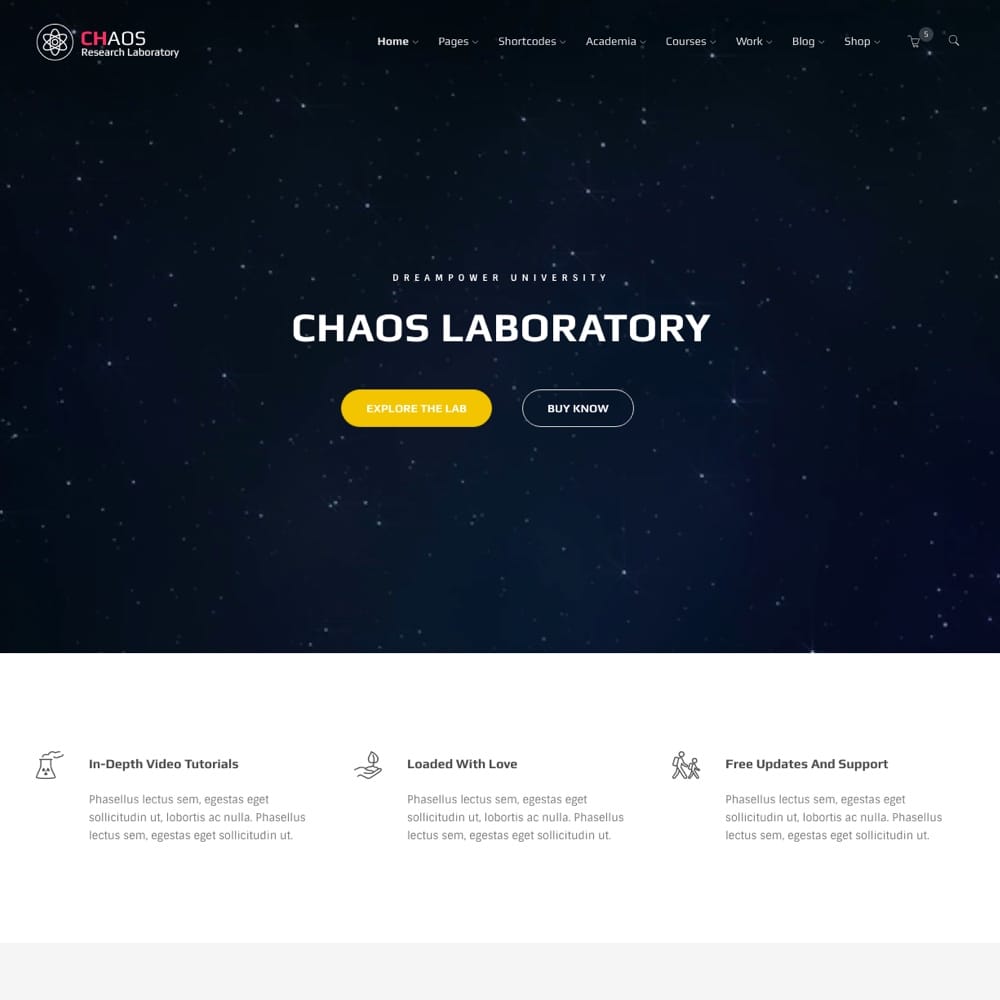 CHAOS
Research Laboratory
Home Pages Shortcodes Academia Courses Work Blog Shop 5
DREAMPOWER UNIVERSITY
CHAOS LABORATORY
EXPLORE THE LAB BUY KNOW
In-Depth Video Tutorials
Phasellus lectus sem, egestas eget
sollicitudin ut, lobortis ac nulla. Phasellus
lectus sem, egestas eget sollicitudin ut.
Loaded With Love
Phasellus lectus sem, egestas eget
sollicitudin ut, lobortis ac nulla. Phasellus
lectus sem, egestas eget sollicitudin ut.
Free Updates And Support
Phasellus lectus sem, egestas eget
sollicitudin ut, lobortis ac nulla. Phasellus
lectus sem, egestas eget sollicitudin ut.